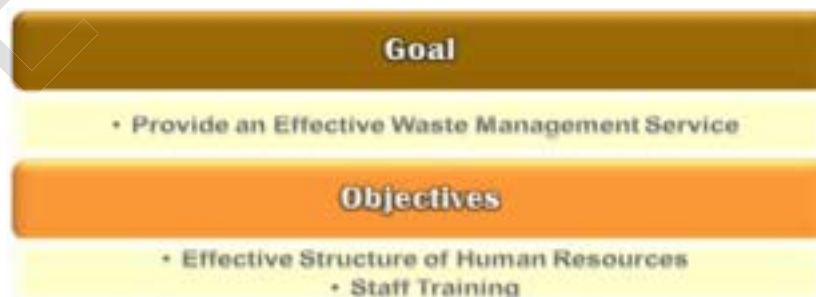 Goal
• Provide an Effective Waste Management Service
Objectives
• Effective Structure of Human Resources
• Staff Training